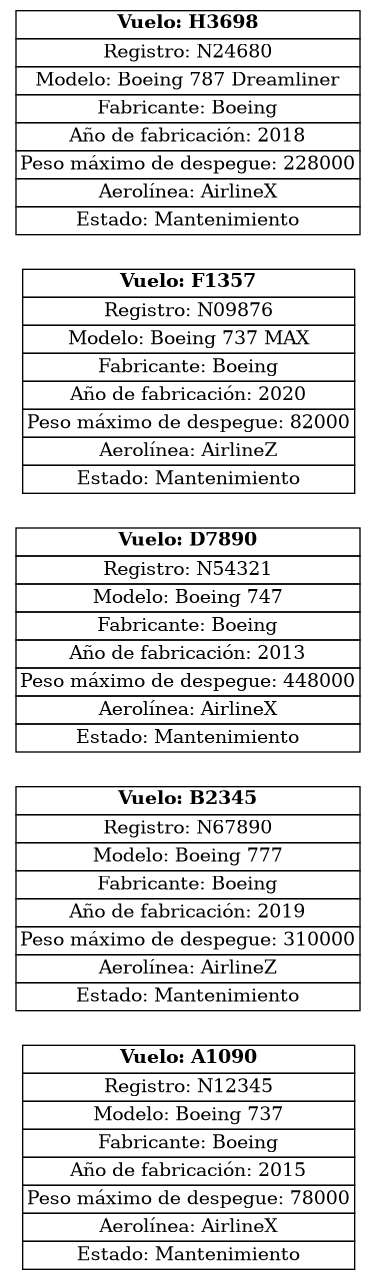 Vuelo: H3698
Registro: N24680
Modelo: Boeing 787 Dreamliner
Fabricante: Boeing
Año de fabricación: 2018
Peso máximo de despegue: 228000
Aerolínea: AirlineX
Estado: Mantenimiento
Vuelo: F1357
Registro: N09876
Modelo: Boeing 737 MAX
Fabricante: Boeing
Año de fabricación: 2020
Peso máximo de despegue: 82000
Aerolínea: AirlineZ
Estado: Mantenimiento
Vuelo: D7890
Registro: N54321
Modelo: Boeing 747
Fabricante: Boeing
Año de fabricación: 2013
Peso máximo de despegue: 448000
Aerolínea: AirlineX
Estado: Mantenimiento
Vuelo: B2345
Registro: N67890
Modelo: Boeing 777
Fabricante: Boeing
Año de fabricación: 2019
Peso máximo de despegue: 310000
Aerolínea: AirlineZ
Estado: Mantenimiento
Vuelo: A1090
Registro: N12345
Modelo: Boeing 737
Fabricante: Boeing
Año de fabricación: 2015
Peso máximo de despegue: 78000
Aerolínea: AirlineX
Estado: Mantenimiento